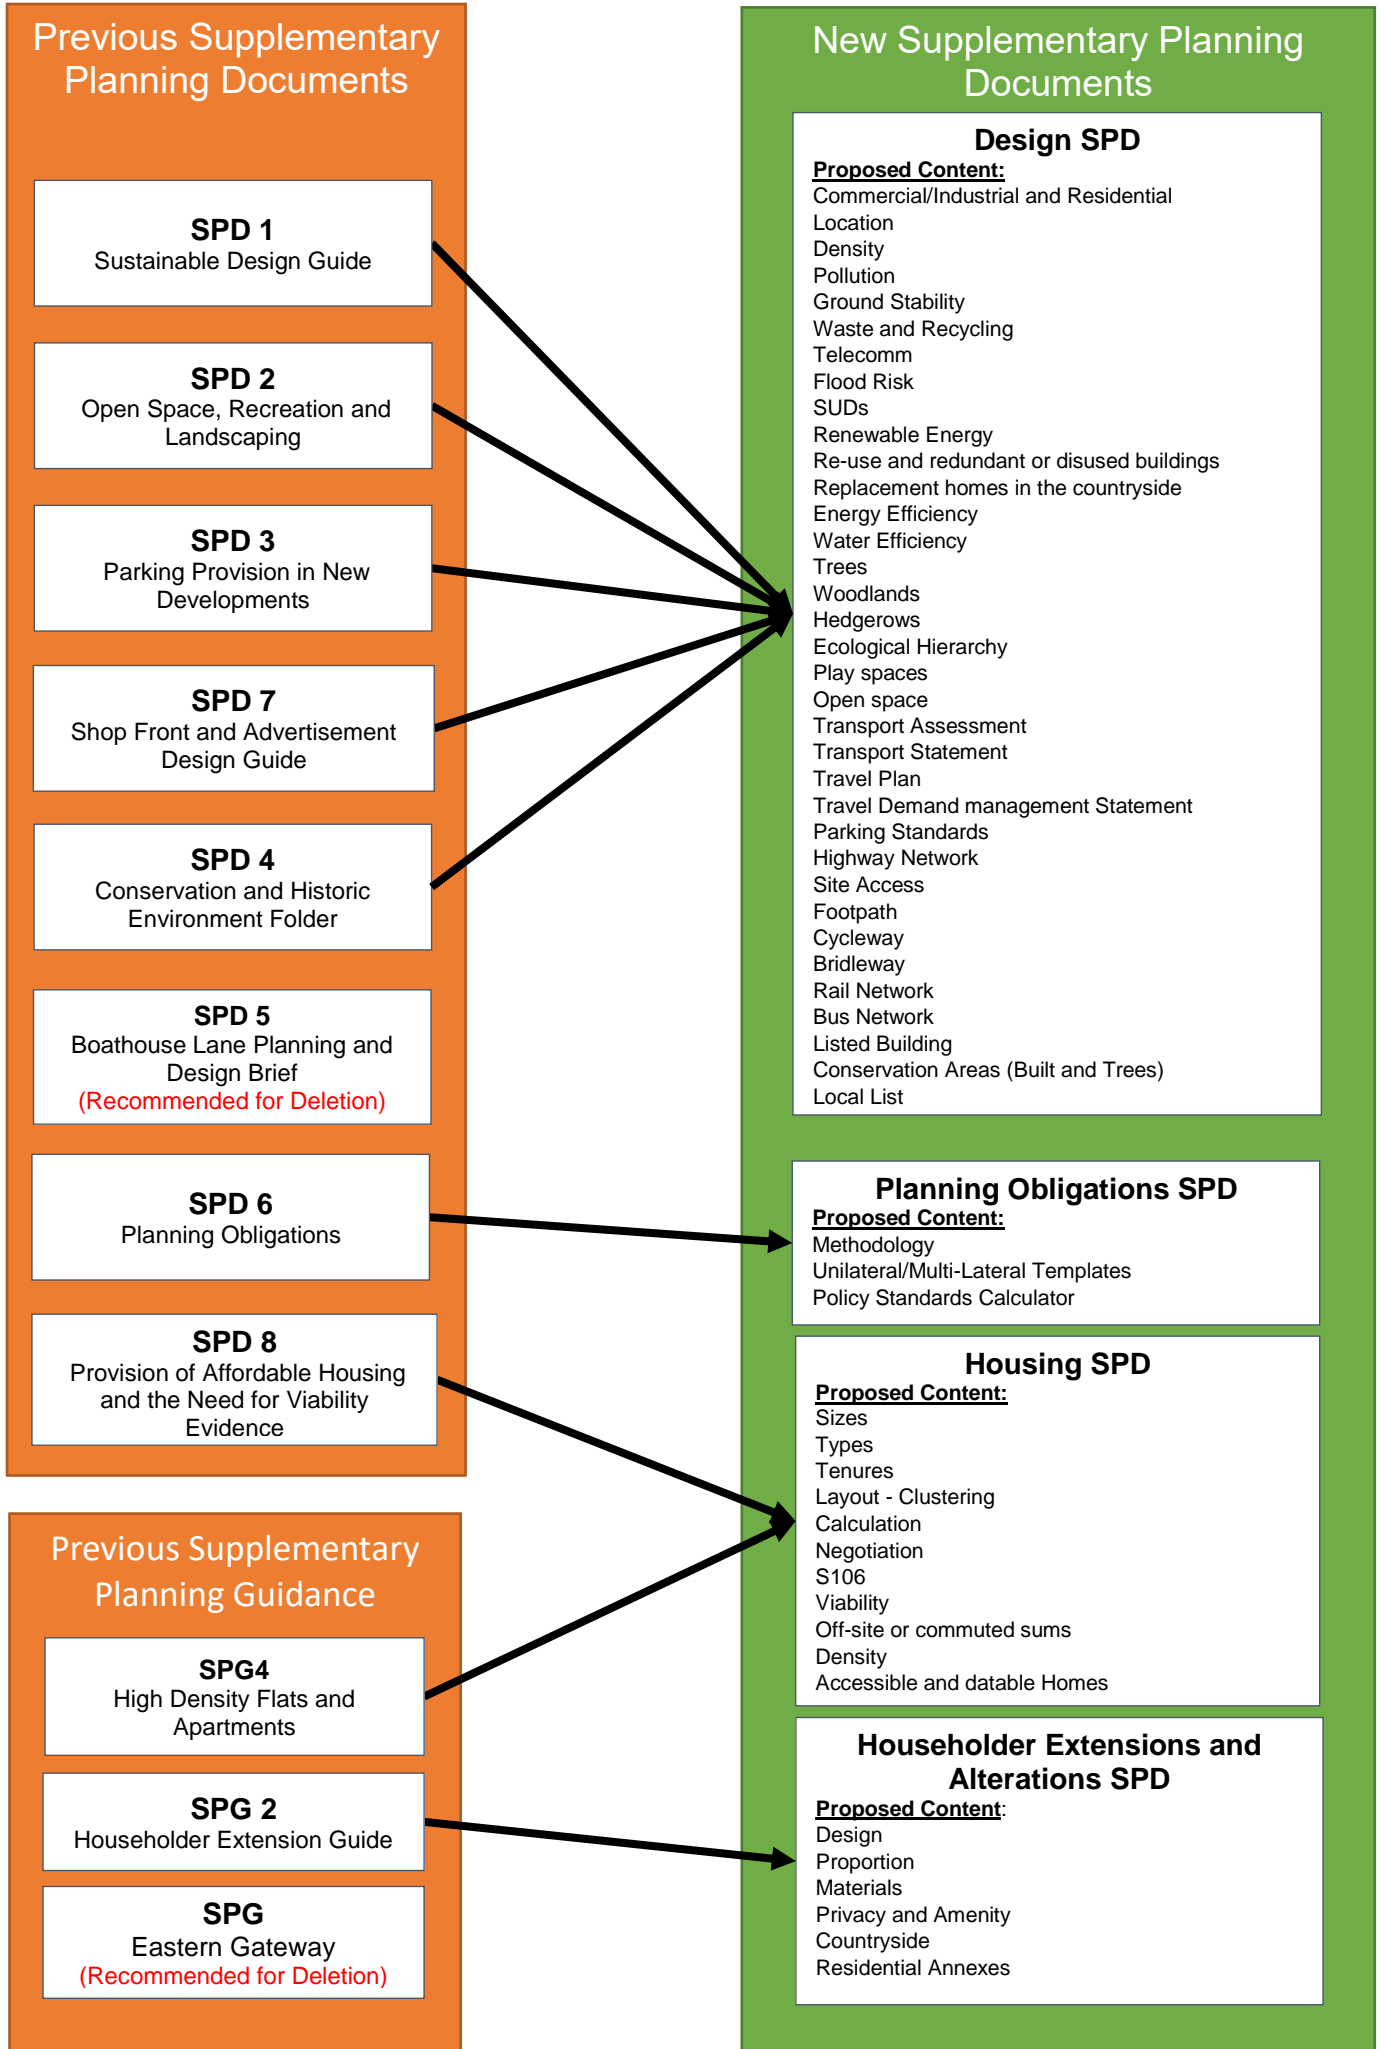 Previous Supplementary
Planning Documents
SPD 1
Sustainable Design Guide
SPD 2
Open Space, Recreation and
Landscaping
SPD 3
Parking Provision in New
Developments
SPD 7
Shop Front and Advertisement
Design Guide
SPD 4
Conservation and Historic
Environment Folder
SPD 5
Boathouse Lane Planning and
Design Brief
(Recommended for Deletion)
SPD 6
Planning Obligations
SPD 8
Provision of Affordable Housing
and the Need for Viability
Evidence
Previous Supplementary
Planning Guidance
SPG4
High Density Flats and
Apartments
SPG 2
Householder Extension Guide
SPG
Eastern Gateway
(Recommended for Deletion)
New Supplementary Planning
Documents
Design SPD
Proposed Content:
Commercial/Industrial and Residential
Location
Density
Pollution
Ground Stability
Waste and Recycling
Telecomm
Flood Risk
SUDs
Renewable Energy
Re-use and redundant or disused buildings
Replacement homes in the countryside
Energy Efficiency
Water Efficiency
Trees
Woodlands
Hedgerows
Ecological Hierarchy
Play spaces
Open space
Transport Assessment
Transport Statement
Travel Plan
Travel Demand management Statement
Parking Standards
Highway Network
Site Access
Footpath
Cycleway
Bridleway
Rail Network
Bus Network
Listed Building
Conservation Areas (Built and Trees)
Local List
Planning Obligations SPD
Proposed Content:
Methodology
Unilateral/Multi-Lateral Templates
Policy Standards Calculator
Housing SPD
Proposed Content:
Sizes
Types
Tenures
Layout - Clustering
Calculation
Negotiation
S106
Viability
Off-site or commuted sums
Density
Accessible and datable Homes
Householder Extensions and
Alterations SPD
Proposed Content:
Design
Proportion
Materials
Privacy and Amenity
Countryside
Residential Annexes